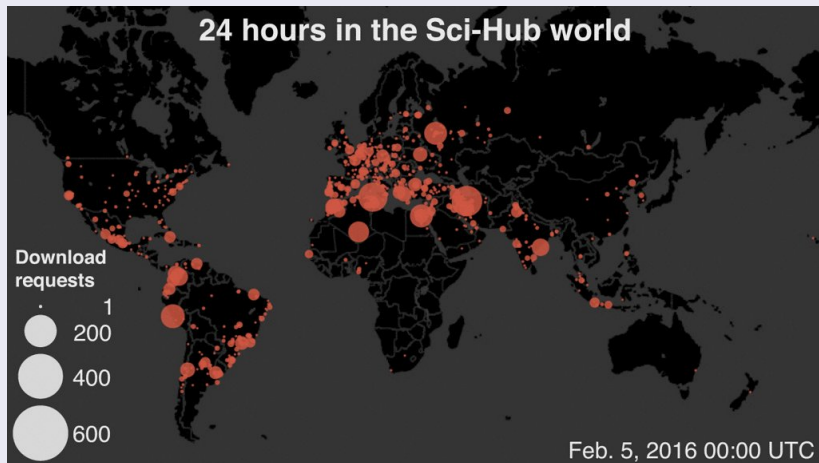 24 hours in the Sci-Hub world
Download
requests
1
200
400
600
Feb. 5, 2016 00:00 UTC